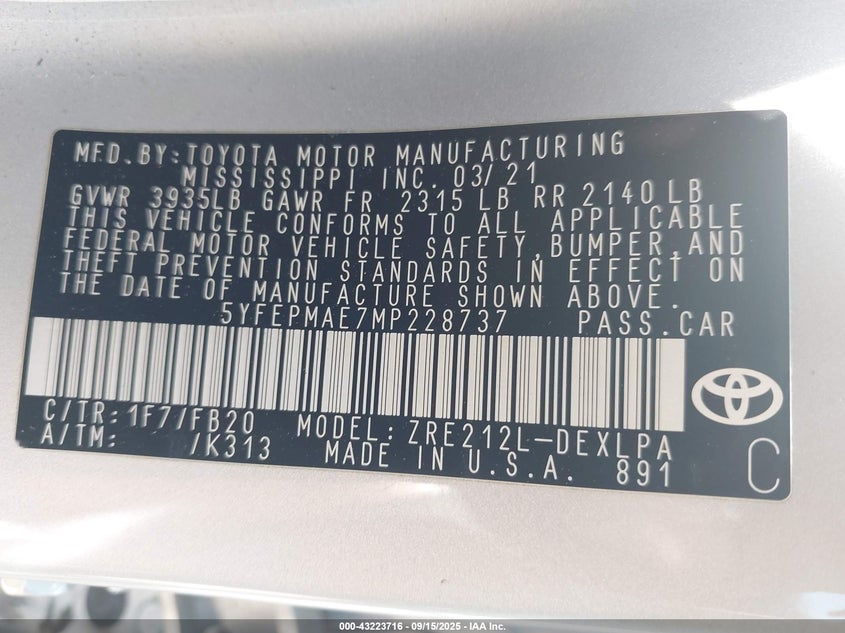 MFD. BY: TOYOTA MOTOR MANUFACTURING
MISSISSIPPI INC. 03/21
GVWR 3935LB GAWR FR 2315 LB RR 2140 LB
THIS VEHICLE CONFORMS TO ALL APPLICABLE
FEDERAL MOTOR VEHICLE SAFETY, BUMPER, AND
THEFT PREVENTION STANDARDS IN EFFECT ON
THE DATE OF MANUFACTURE SHOWN ABOVE.
5YFEPMAE7MP228737 PASS. CAR
C/TR: 1F7/FB20 MODEL: ZRE212L-DEXLPA
A/TM: /K313 MADE IN U.S.A. 891
C
000-43223716 - 09/15/2025 - IAA Inc.